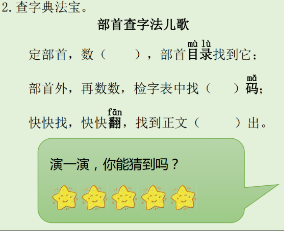 2.查字典法宝。
部首查字法儿歌
mù lù
定部首，数（　　），部首目录找到它；
mǎ
部首外，再数数，检字表中找（　　）码；
fān
快快找，快快翻，找到正文（　　）出。
演一演，你能猜到吗？